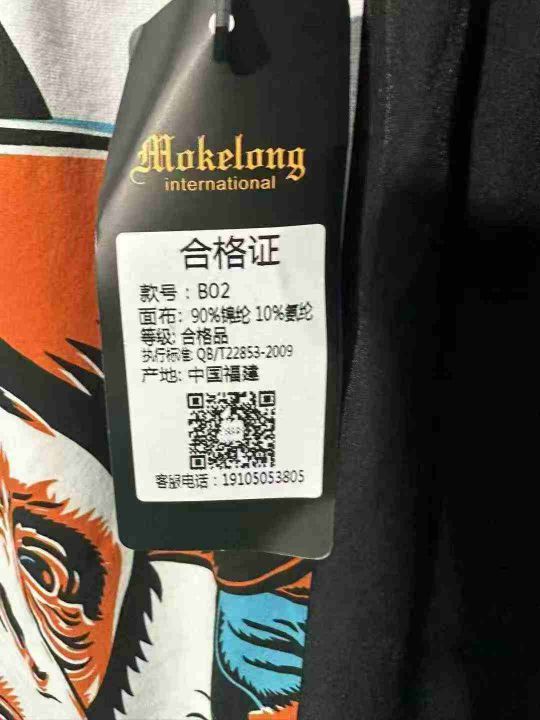 Mokelong
international
合格证
款号：B02
面布：90%锦纶 10%氨纶
等级: 合格品
执行标准: QB/T22853-2009
产地: 中国福建
客服电话：19105053805